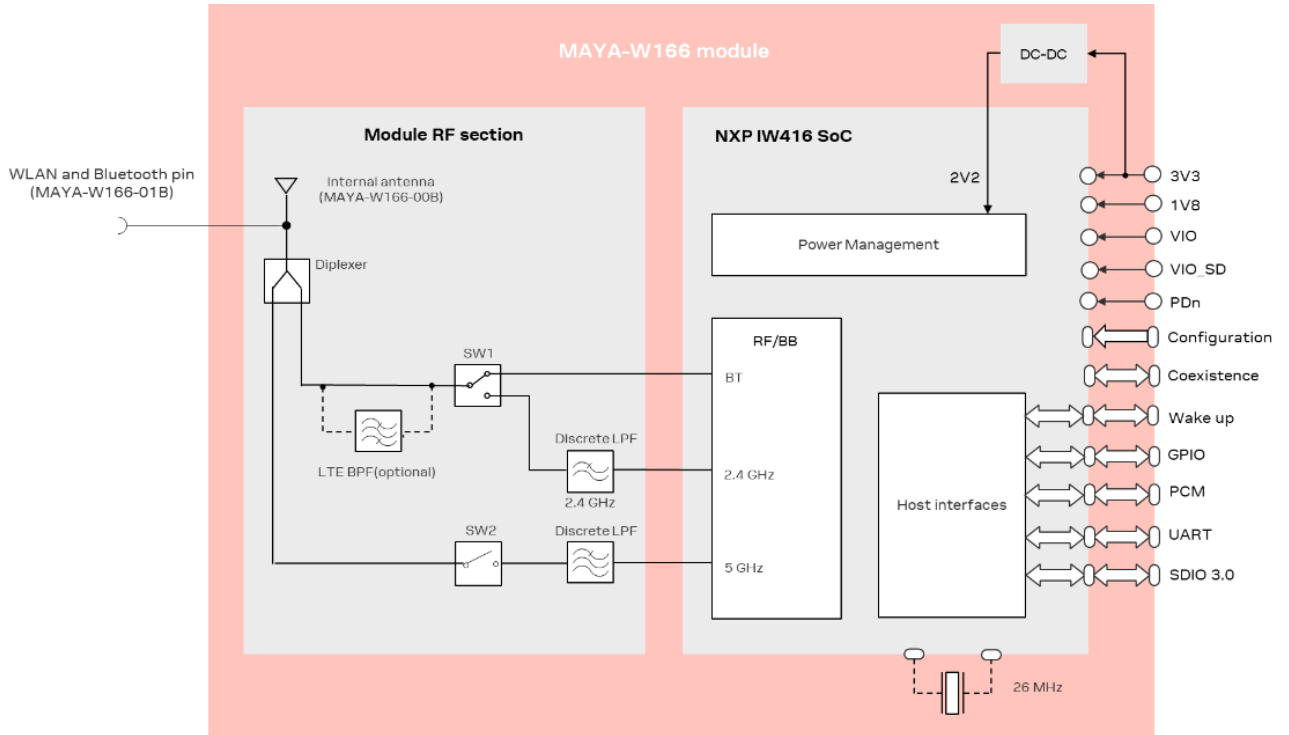 MAYA-W166 module
DC-DC
Module RF section
NXP IW416 SoC
WLAN and Bluetooth pin
(MAYA-W166-01B)
Internal antenna
(MAYA-W166-00B)
2V2
3V3
1V8
VIO
VIO_SD
PDn
Power Management
Diplexer
Configuration
Coexistence
Wake up
GPIO
PCM
UART
SDIO 3.0
RF/BB
SW1
BT
LTE BPF(optional)
Discrete LPF
2.4 GHz
2.4 GHz
Host interfaces
SW2
Discrete LPF
5 GHz
26 MHz